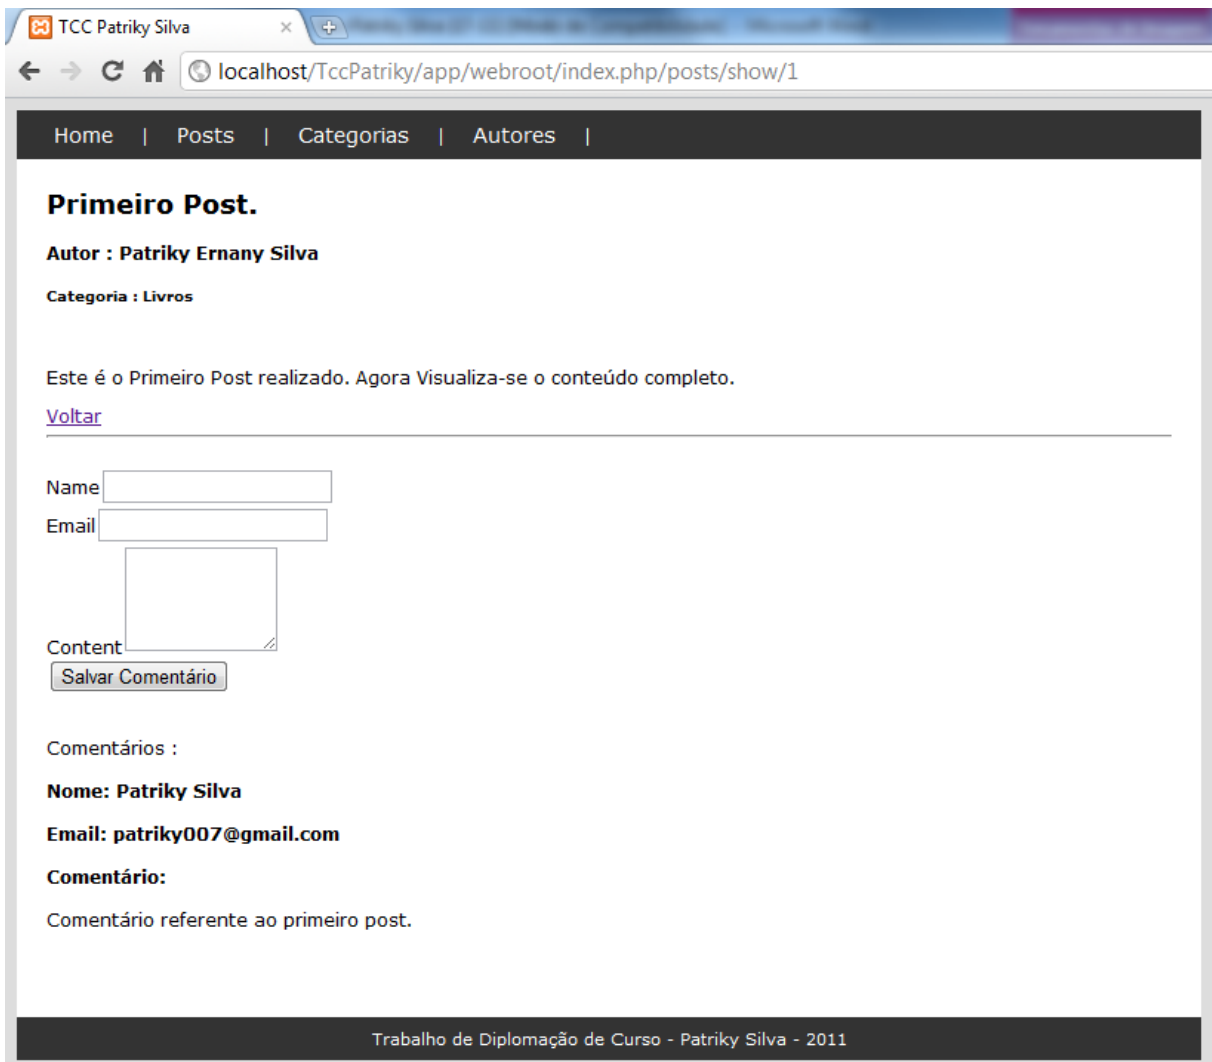 TCC Patriky Silva
localhost/TccPatriky/app/webroot/index.php/posts/show/1
Home | Posts | Categorias | Autores |
Primeiro Post.
Autor : Patriky Ernany Silva
Categoria : Livros
Este é o Primeiro Post realizado. Agora Visualiza-se o conteúdo completo.
Voltar
Name
Email
Content
Salvar Comentário
Comentários :
Nome: Patriky Silva
Email: patriky007@gmail.com
Comentário:
Comentário referente ao primeiro post.
Trabalho de Diplomação de Curso - Patriky Silva - 2011